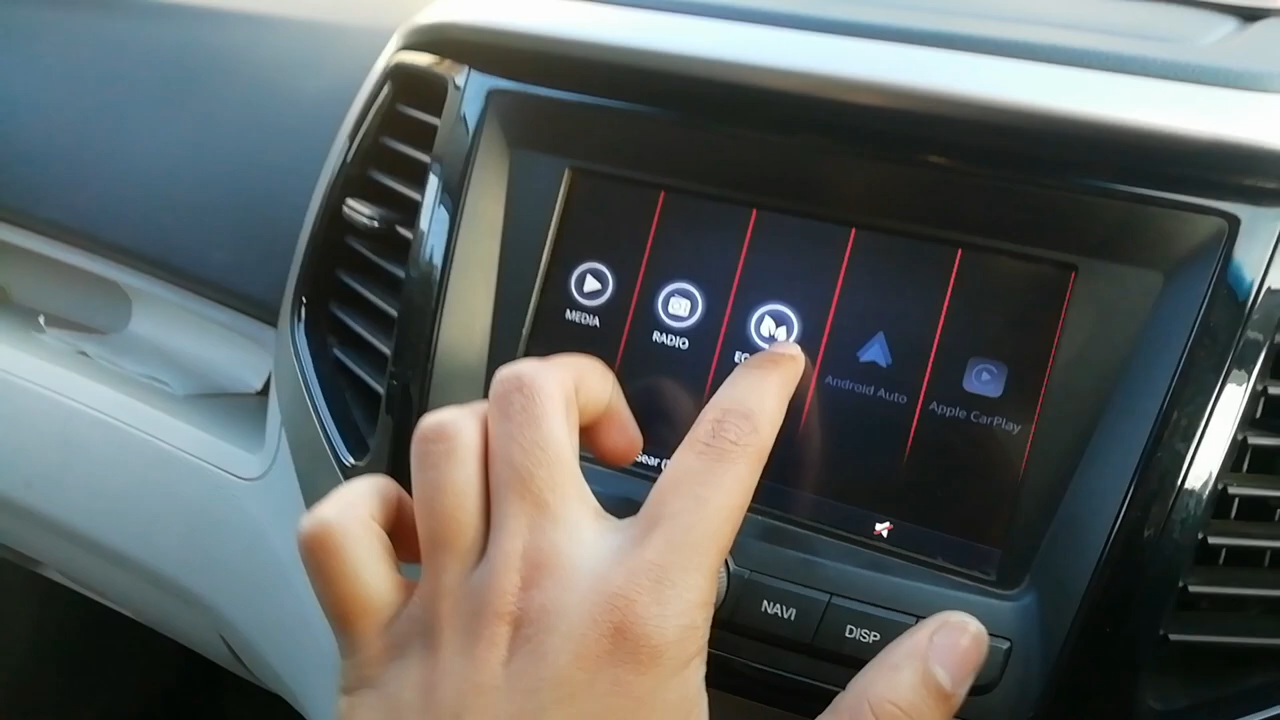 MEDIA
RADIO
Android Auto
Apple CarPlay
NAVI
DISP